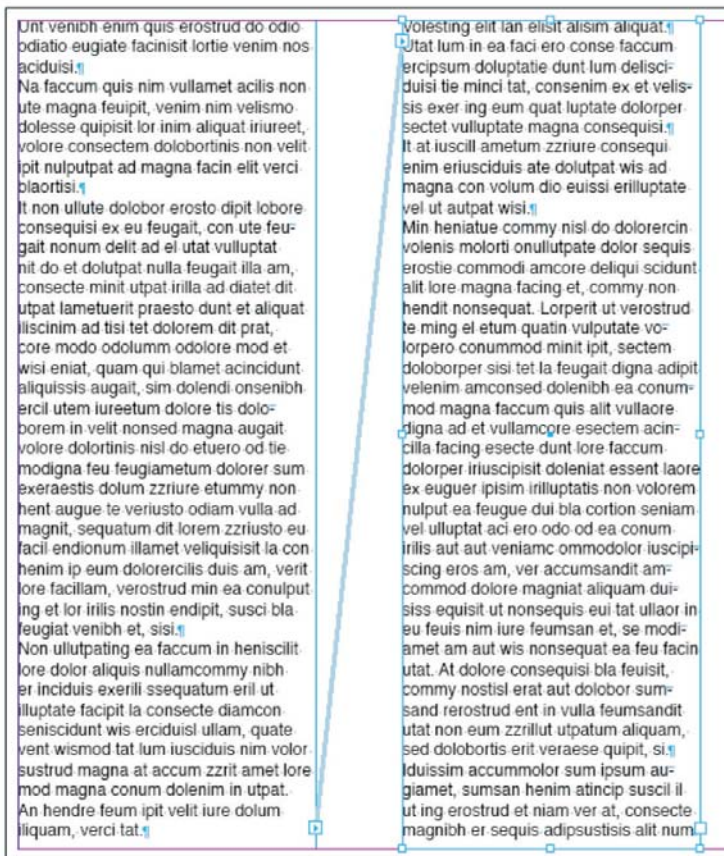 Unt venibh enim quis erostrud do odio
odiatio eugiate facinisit lortie venim nos
aciduisi.¶
Na faccum quis nim vullamet acilis non
ute magna feuipit, venim nim velismo
dolesse quipisit lor inim aliquat iriureet,
volore consectem dolobortinis non velit
ipit nulputpat ad magna facin elit verci
blaortisi.¶
It non ullute dolobor erosto dipit lobore
consequisi ex eu feugait, con ute feu-
gait nonum delit ad el utat vulluptat
nit do et dolutpat nulla feugait illa am,
consecte minit utpat irilla ad diatet dit
utpat lametuerit praesto dunt et aliquat
iliscinim ad tisi tet dolorem dit prat,
core modo odolumm odolore mod et
wisi eniat, quam qui blamet acincidunt
aliquissis augait, sim dolendi onsenibh
ercil utem iureetum dolore tis dolo-
borem in velit nonsed magna augait
volore dolortinis nisl do etuero od tie
modigna feu feugiametum dolorer sum
exeraestis dolum zzriure etummy non
hent augue te veriusto odiam vulla ad
magnit, sequatum dit lorem zzriusto eu
facil endionum illamet veliquisisit la con
henim ip eum dolorercilis duis am, verit
lore facillam, verostrud min ea conulput
ing et lor irilis nostin endipit, susci bla
feugiat venibh et, sisi.¶
Non ullutpating ea faccum in heniscilit
lore dolor aliquis nullamcommy nibh
er inciduis exerili ssequatum eril ut
illuptate facipit la consecte diamcon
seniscidunt wis erciduisl ullam, quate
vent wismod tat lum iusciduis nim volor
sustrud magna at accum zzrit amet lore
mod magna conum dolenim in utpat.
An hendre feum ipit velit iure dolum
iliquam, verci tat.¶
volesting elit lan elisit alisim aliquat.¶
Utat lum in ea faci ero conse faccum
ercipsum doluptatie dunt lum delisci-
duisi tie minci tat, consenim ex et velis-
sis exer ing eum quat luptate dolorper
sectet vulluptate magna consequisi.¶
It at iuscill ametum zzriure consequi
enim eriusciduis ate dolutpat wis ad
magna con volum dio euissi erilluptate
vel ut autpat wisi.¶
Min heniatue commy nisl do dolorercin
volenis molorti onullutpate dolor sequis
erostie commodi amcore deliqui scidunt
alit lore magna facing et, commy non
hendit nonsequat. Lorperit ut verostrud
te ming el etum quatin vulputate vo-
lorpero conummod minit ipit, sectem
doloborper sisi tet la feugait digna adipit
velenim amconsed dolenibh ea conum-
mod magna faccum quis alit vullaore
digna ad et vullamcore esectem acin-
cilla facing esecte dunt lore faccum
dolorper iriuscipisit doleniat essent laore
ex euguer ipisim irilluptatis non volorem
nulput ea feugue dui bla cortion seniam
vel ulluptat aci ero odo od ea conum
irilis aut aut veniamc ommodolor iuscipi-
scing eros am, ver accumsandit am-
commod dolore magniat aliquam dui-
siss equisit ut nonsequis eui tat ullaor in
eu feuis nim iure feumsan et, se modi-
amet am aut wis nonsequat ea feu facin
utat. At dolore consequisi bla feuisit,
commy nostisl erat aut dolobor sum-
sand rerostrud ent in vulla feumsandit
utat non eum zzrillut utpatum aliquam,
sed dolobortis erit veraese quipit, si.¶
Iduissim accummolor sum ipsum au-
giamet, sumsan henim atincip suscil il
ut ing erostrud et niam ver at, consecte
magnibh er sequis adipsustisis alit num